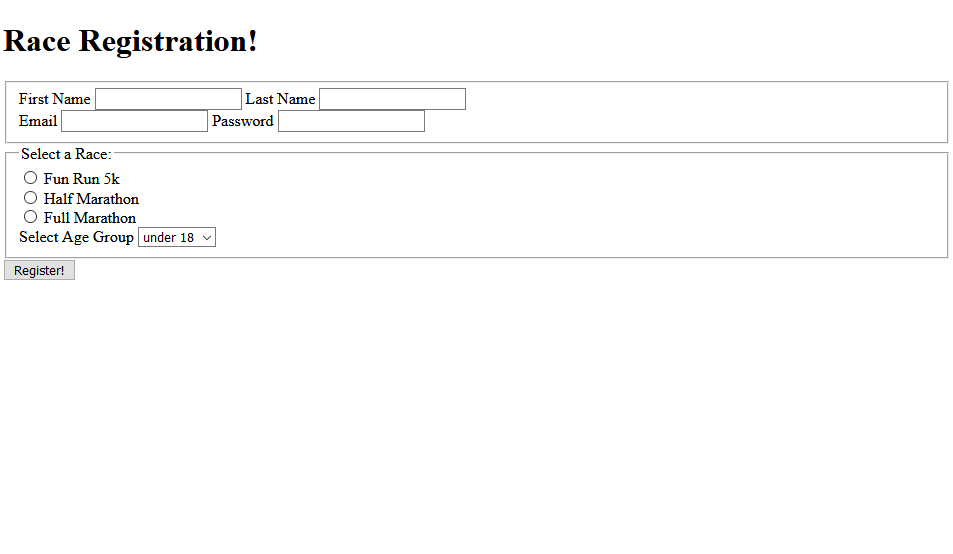 Race Registration!
First Name Last Name
Email Password
Select a Race:
Fun Run 5k
Half Marathon
Full Marathon
Select Age Group under 18
Register!